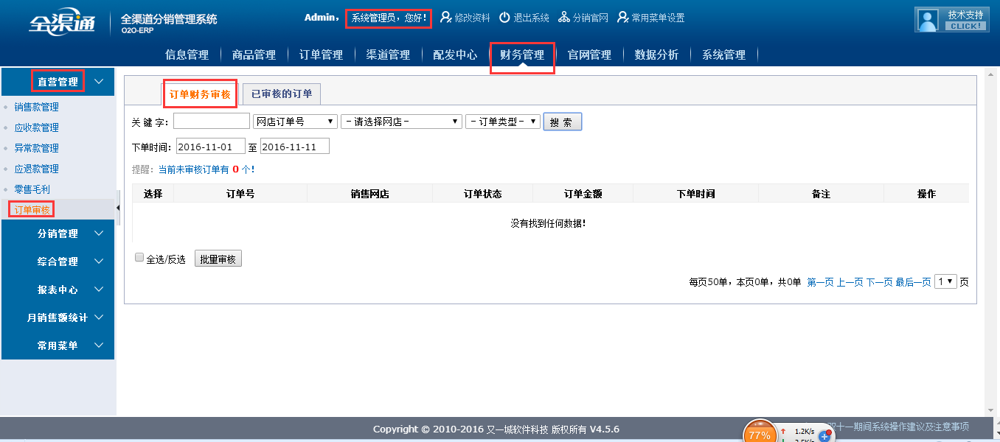 全渠通 全渠道分销管理系统
O2O-ERP
Admin， 系统管理员，您好! 修改资料 退出系统 分销官网 常用菜单设置
技术支持
CLICK!
信息管理 商品管理 订单管理 渠道管理 配发中心 财务管理 官网管理 数据分析 系统管理
直营管理
销售款管理
应收款管理
异常款管理
应退款管理
零售毛利
订单审核
分销管理
综合管理
报表中心
月销售额统计
常用菜单
订单财务审核 已审核的订单
关 键 字: 网店订单号 - 请选择网店 - - 订单类型 - 搜 索
下单时间: 2016-11-01 至 2016-11-11
提醒: 当前未审核订单有 0 个!
选择 订单号 销售网店 订单状态 订单金额 下单时间 备注 操作
没有找到任何数据!
全选/反选 批量审核
每页50单，本页0单，共0单 第一页 上一页 下一页 最后一页 1 页
Copyright © 2010-2016 又一城软件科技 版权所有 V4.5.6
77% 1.2K/s
十一期间系统操作建议及注意事项